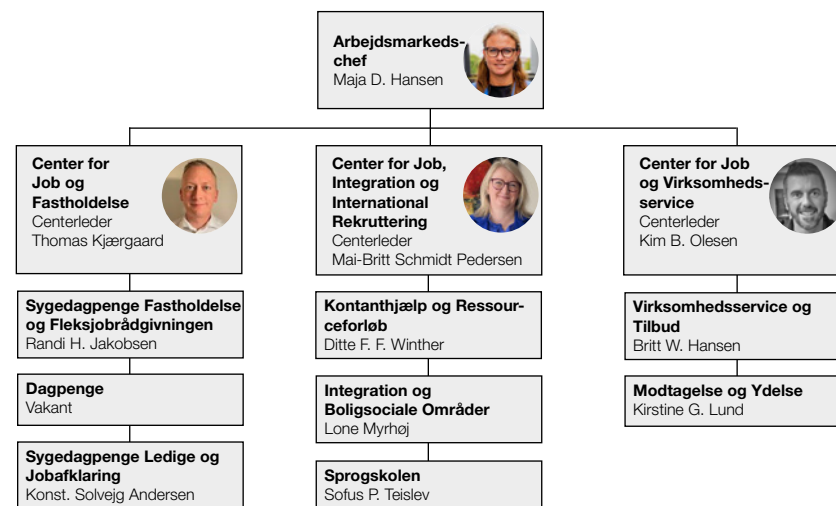 Arbejdsmarkeds-
chef
Maja D. Hansen
Center for
Job og
Fastholdelse
Centerleder
Thomas Kjærgaard
Sygedagpenge Fastholdelse
og Fleksjobrådgivningen
Randi H. Jakobsen
Dagpenge
Vakant
Sygedagpenge Ledige og
Jobafklaring
Konst. Solvejg Andersen
Center for Job,
Integration og
International
Rekruttering
Centerleder
Mai-Britt Schmidt Pedersen
Kontanthjælp og Ressour-
ceforløb
Ditte F. F. Winther
Integration og
Boligsociale Områder
Lone Myrhøj
Sprogskolen
Sofus P. Teislev
Center for Job
og Virksomheds-
service
Centerleder
Kim B. Olesen
Virksomhedsservice og
Tilbud
Britt W. Hansen
Modtagelse og Ydelse
Kirstine G. Lund